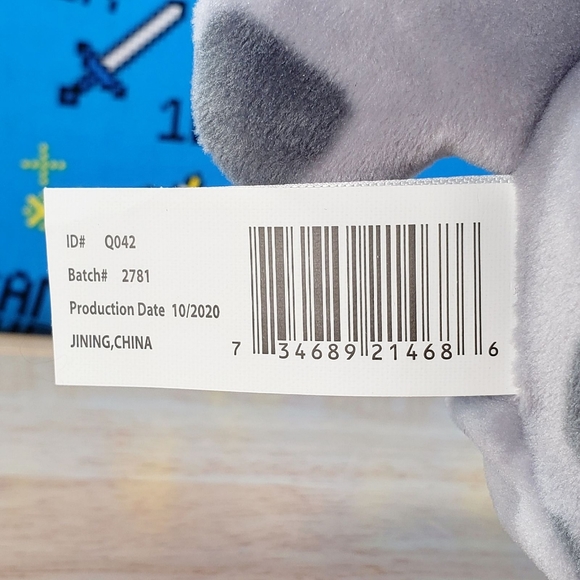 ID# Q042
Batch# 2781
Production Date 10/2020
JINING,CHINA
7 34689 21468 6